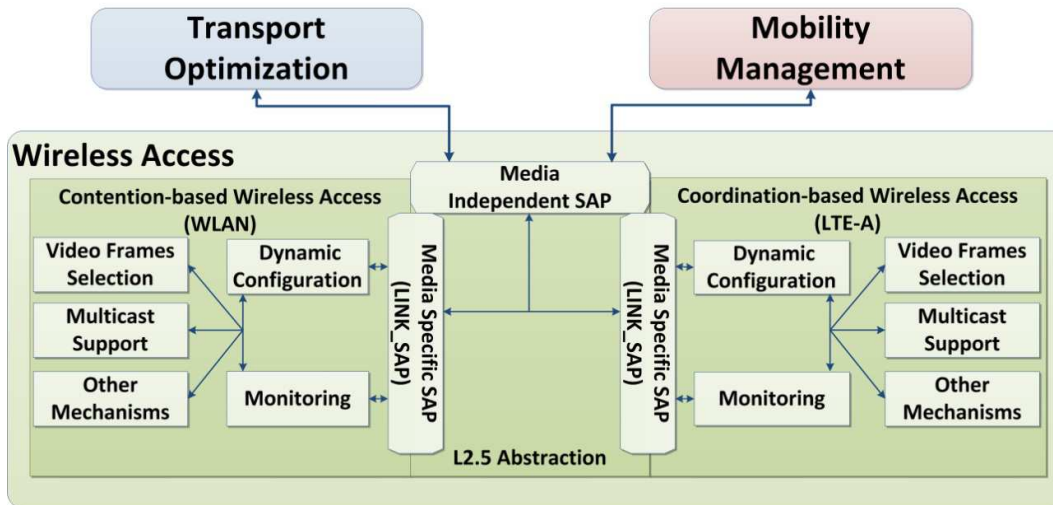 Transport
Optimization
Mobility
Management
Wireless Access
Media
Independent SAP
Contention-based Wireless Access
(WLAN)
Video Frames
Selection
Multicast
Support
Other
Mechanisms
Dynamic
Configuration
Monitoring
Media Specific SAP
(LINK_SAP)
L2.5 Abstraction
Media Specific SAP
(LINK_SAP)
Coordination-based Wireless Access
(LTE-A)
Dynamic
Configuration
Monitoring
Video Frames
Selection
Multicast
Support
Other
Mechanisms